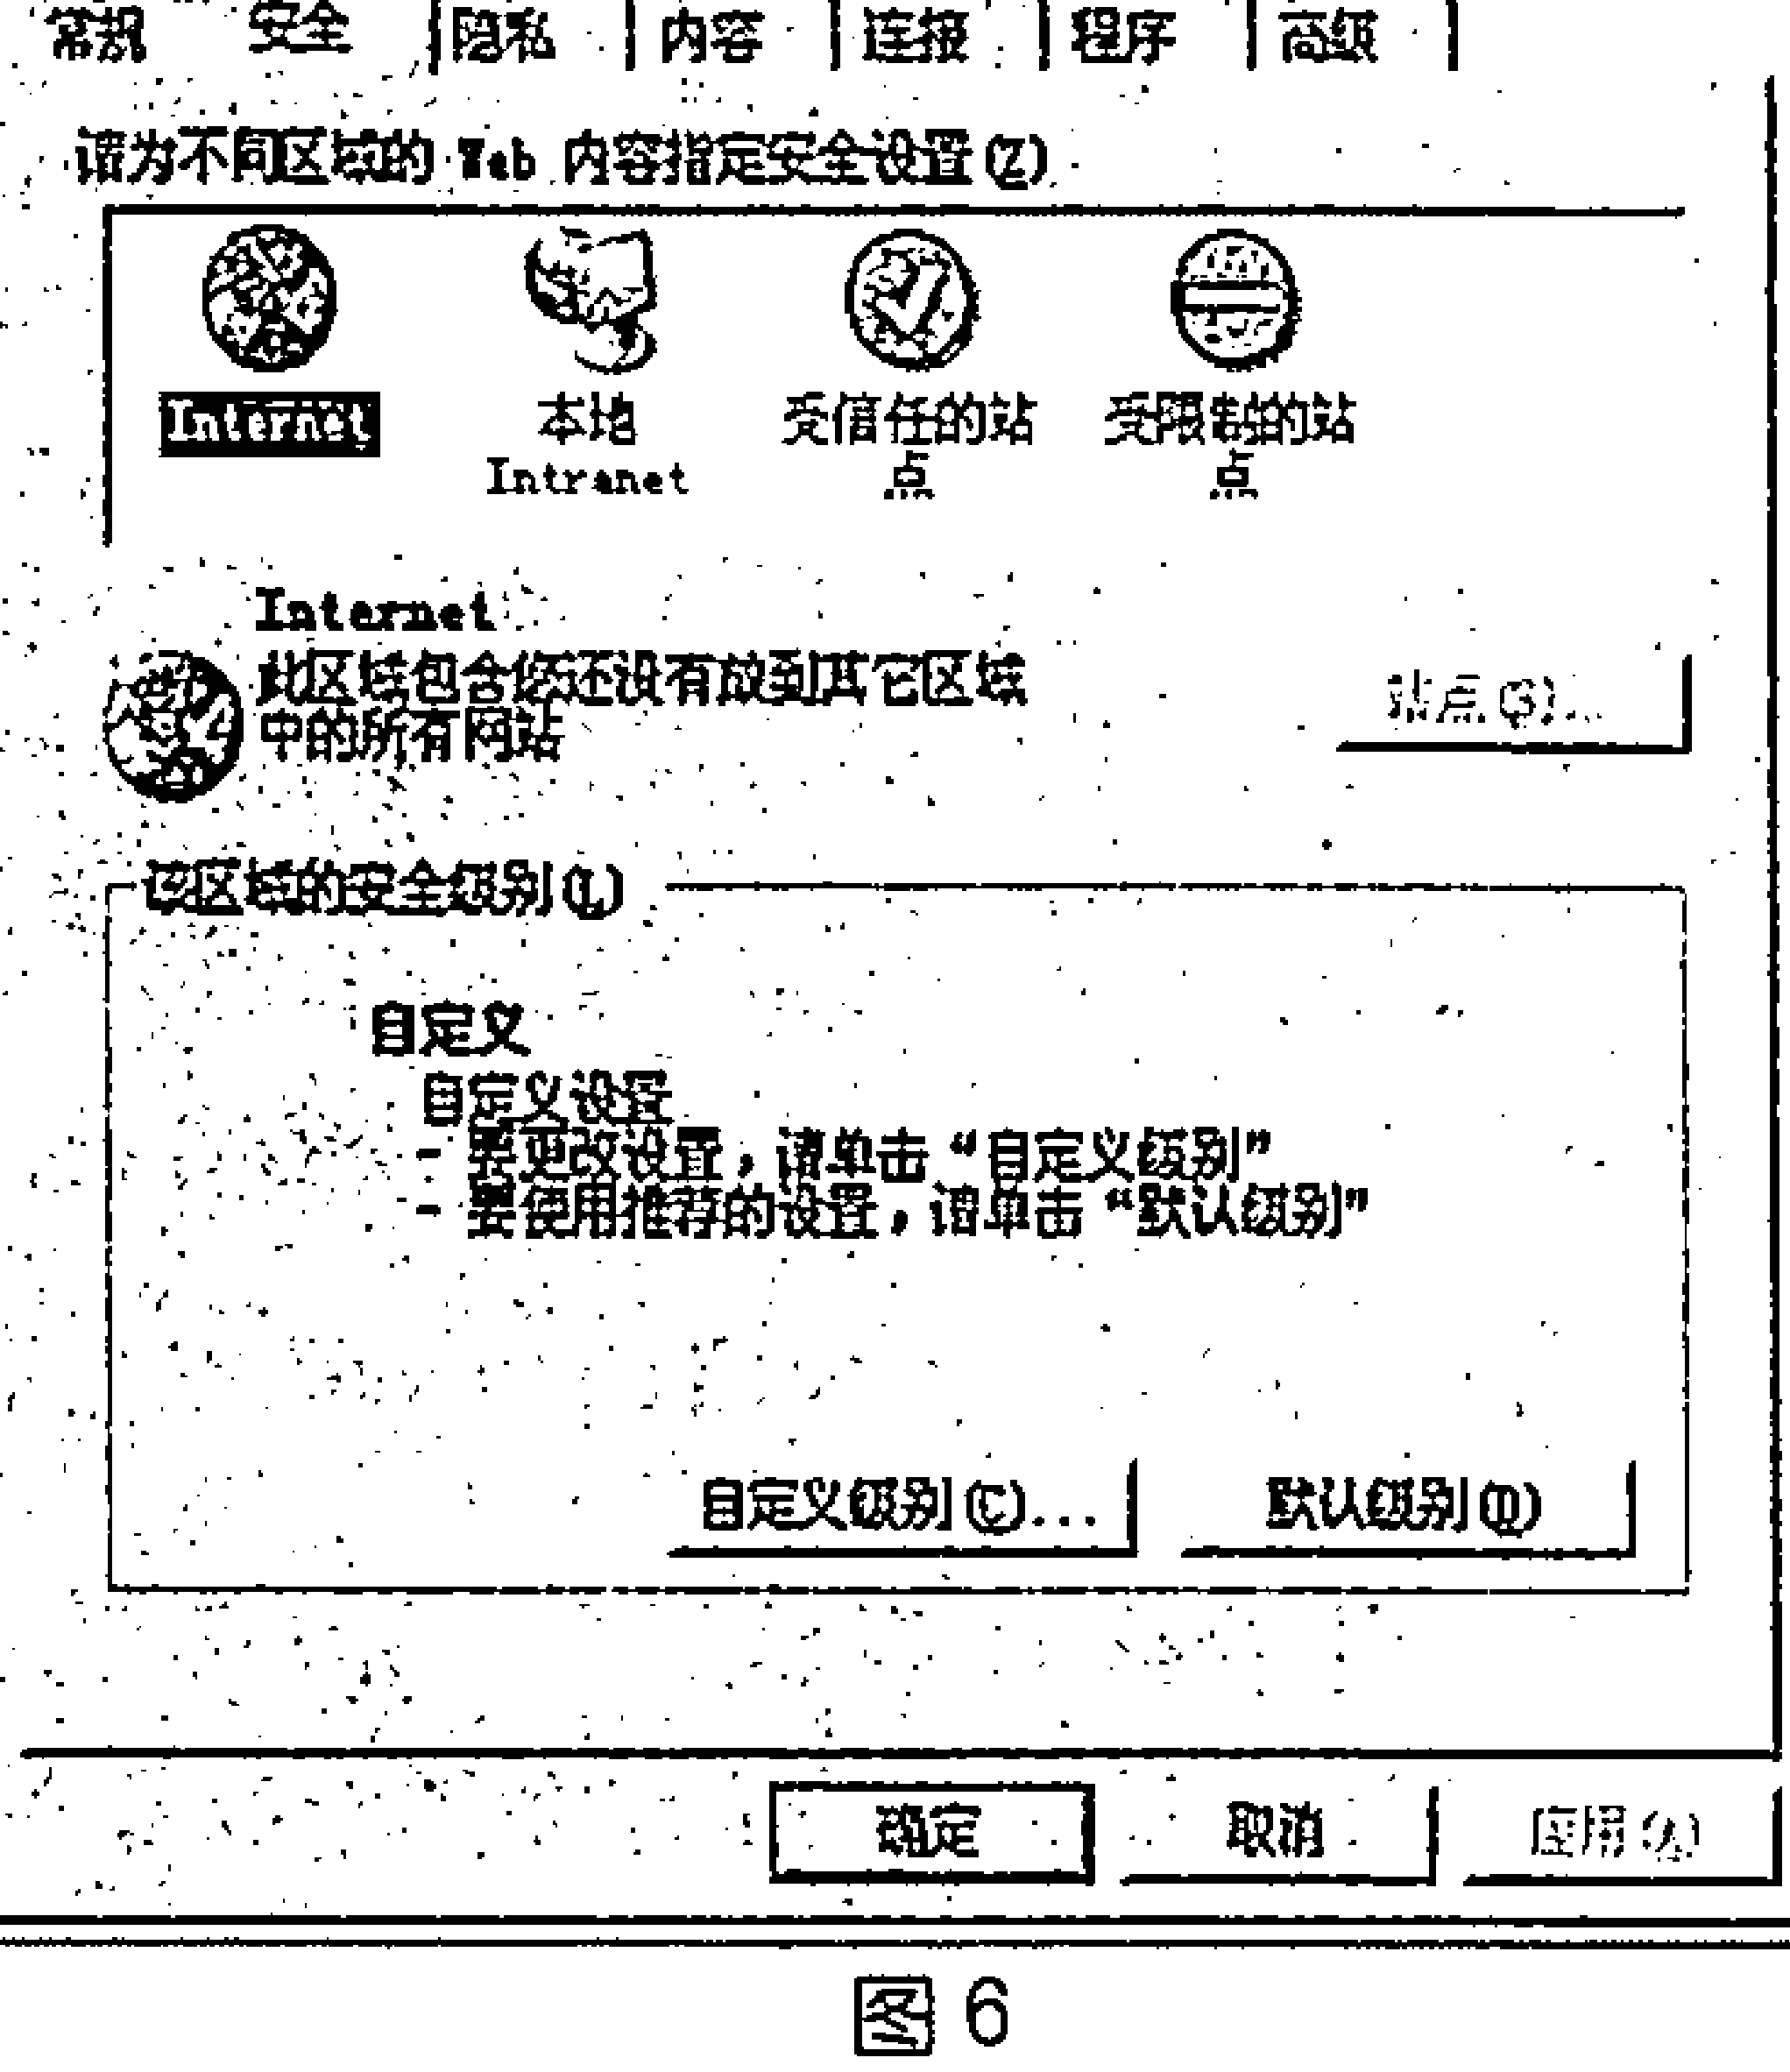 常规 安全 隐私 内容 连接 程序 高级
请为不同区域的 Web 内容指定安全设置(Z)
Internet 本地 Intranet 受信任的站点 受限制的站点
Internet
此区域包含您还没有放到其它区域
中的所有网站
站点(S)...
该区域的安全级别(L)
自定义
自定义设置
- 要更改设置，请单击“自定义级别”
- 要使用推荐的设置，请单击“默认级别”
自定义级别(C)... 默认级别(D)
确定 取消 应用(A)
图 6